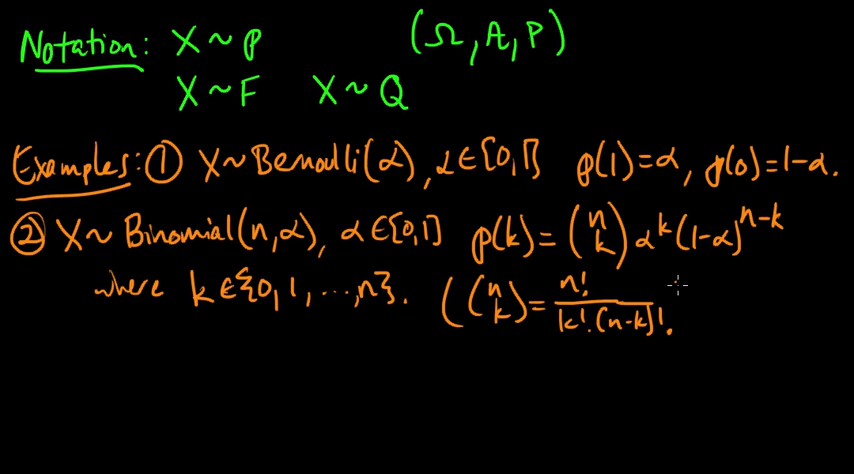 Notation: X ~ p (Ω, A, P)
X ~ F X ~ Q
Examples: ① X ~ Bernoulli(α), α ∈ [0,1] p(1) = α, p(0) = 1-α.
② X ~ Binomial(n,α), α ∈ [0,1] p(k) = (n k) α^k (1-α)^{n-k}
where k ∈ {0, 1, ..., n}. ((n k) = n! / k!·(n-k)!.